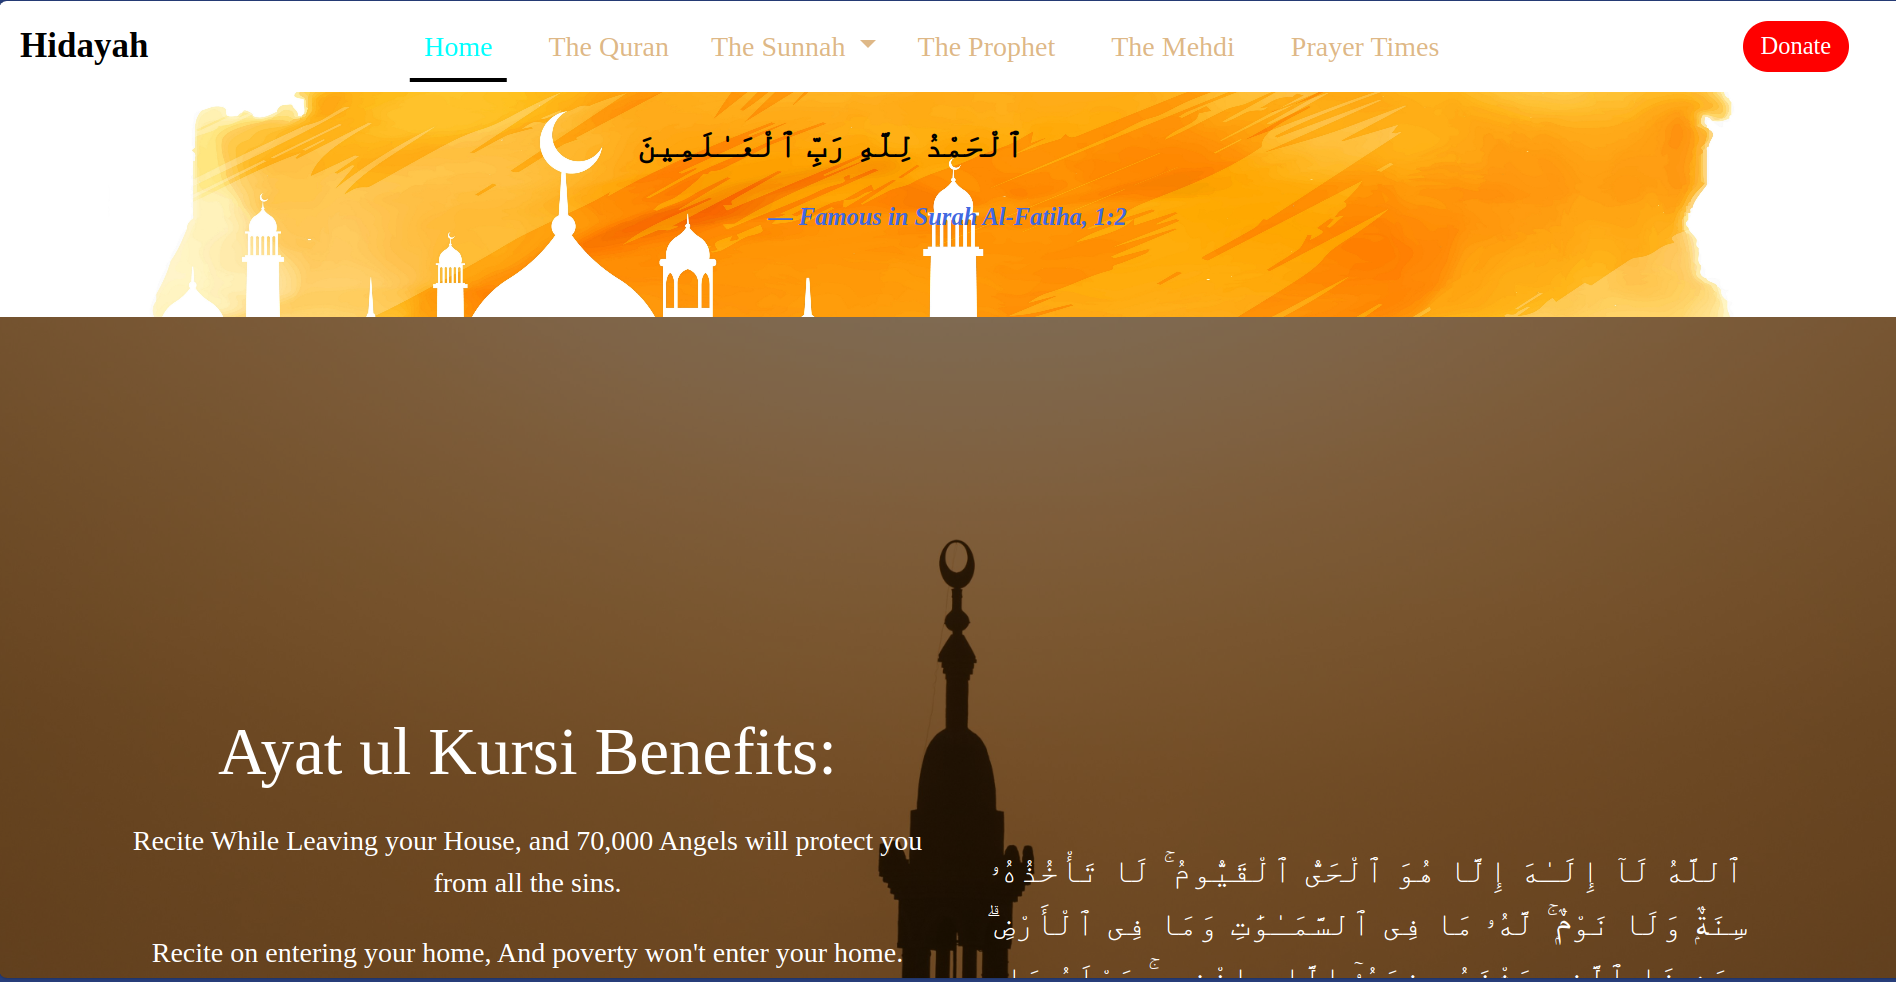 Hidayah
Home
The Quran
The Sunnah
The Prophet
The Mehdi
Prayer Times
Donate
ٱلْحَمْدُ لِلَّهِ رَبِّ ٱلْعَـٰلَمِينَ
— Famous in Surah Al-Fatiha, 1:2
Ayat ul Kursi Benefits:
Recite While Leaving your House, and 70,000 Angels will protect you
from all the sins.
Recite on entering your home, And poverty won't enter your home.
ٱللَّهُ لَآ إِلَـٰهَ إِلَّا هُوَ ٱلْحَىُّ ٱلْقَيُّومُ ۚ لَا تَأْخُذُهُۥ
سِنَةٌۭ وَلَا نَوْمٌۭ ۚ لَّهُۥ مَا فِى ٱلسَّمَـٰوَٰتِ وَمَا فِى ٱلْأَرْضِ ۗ